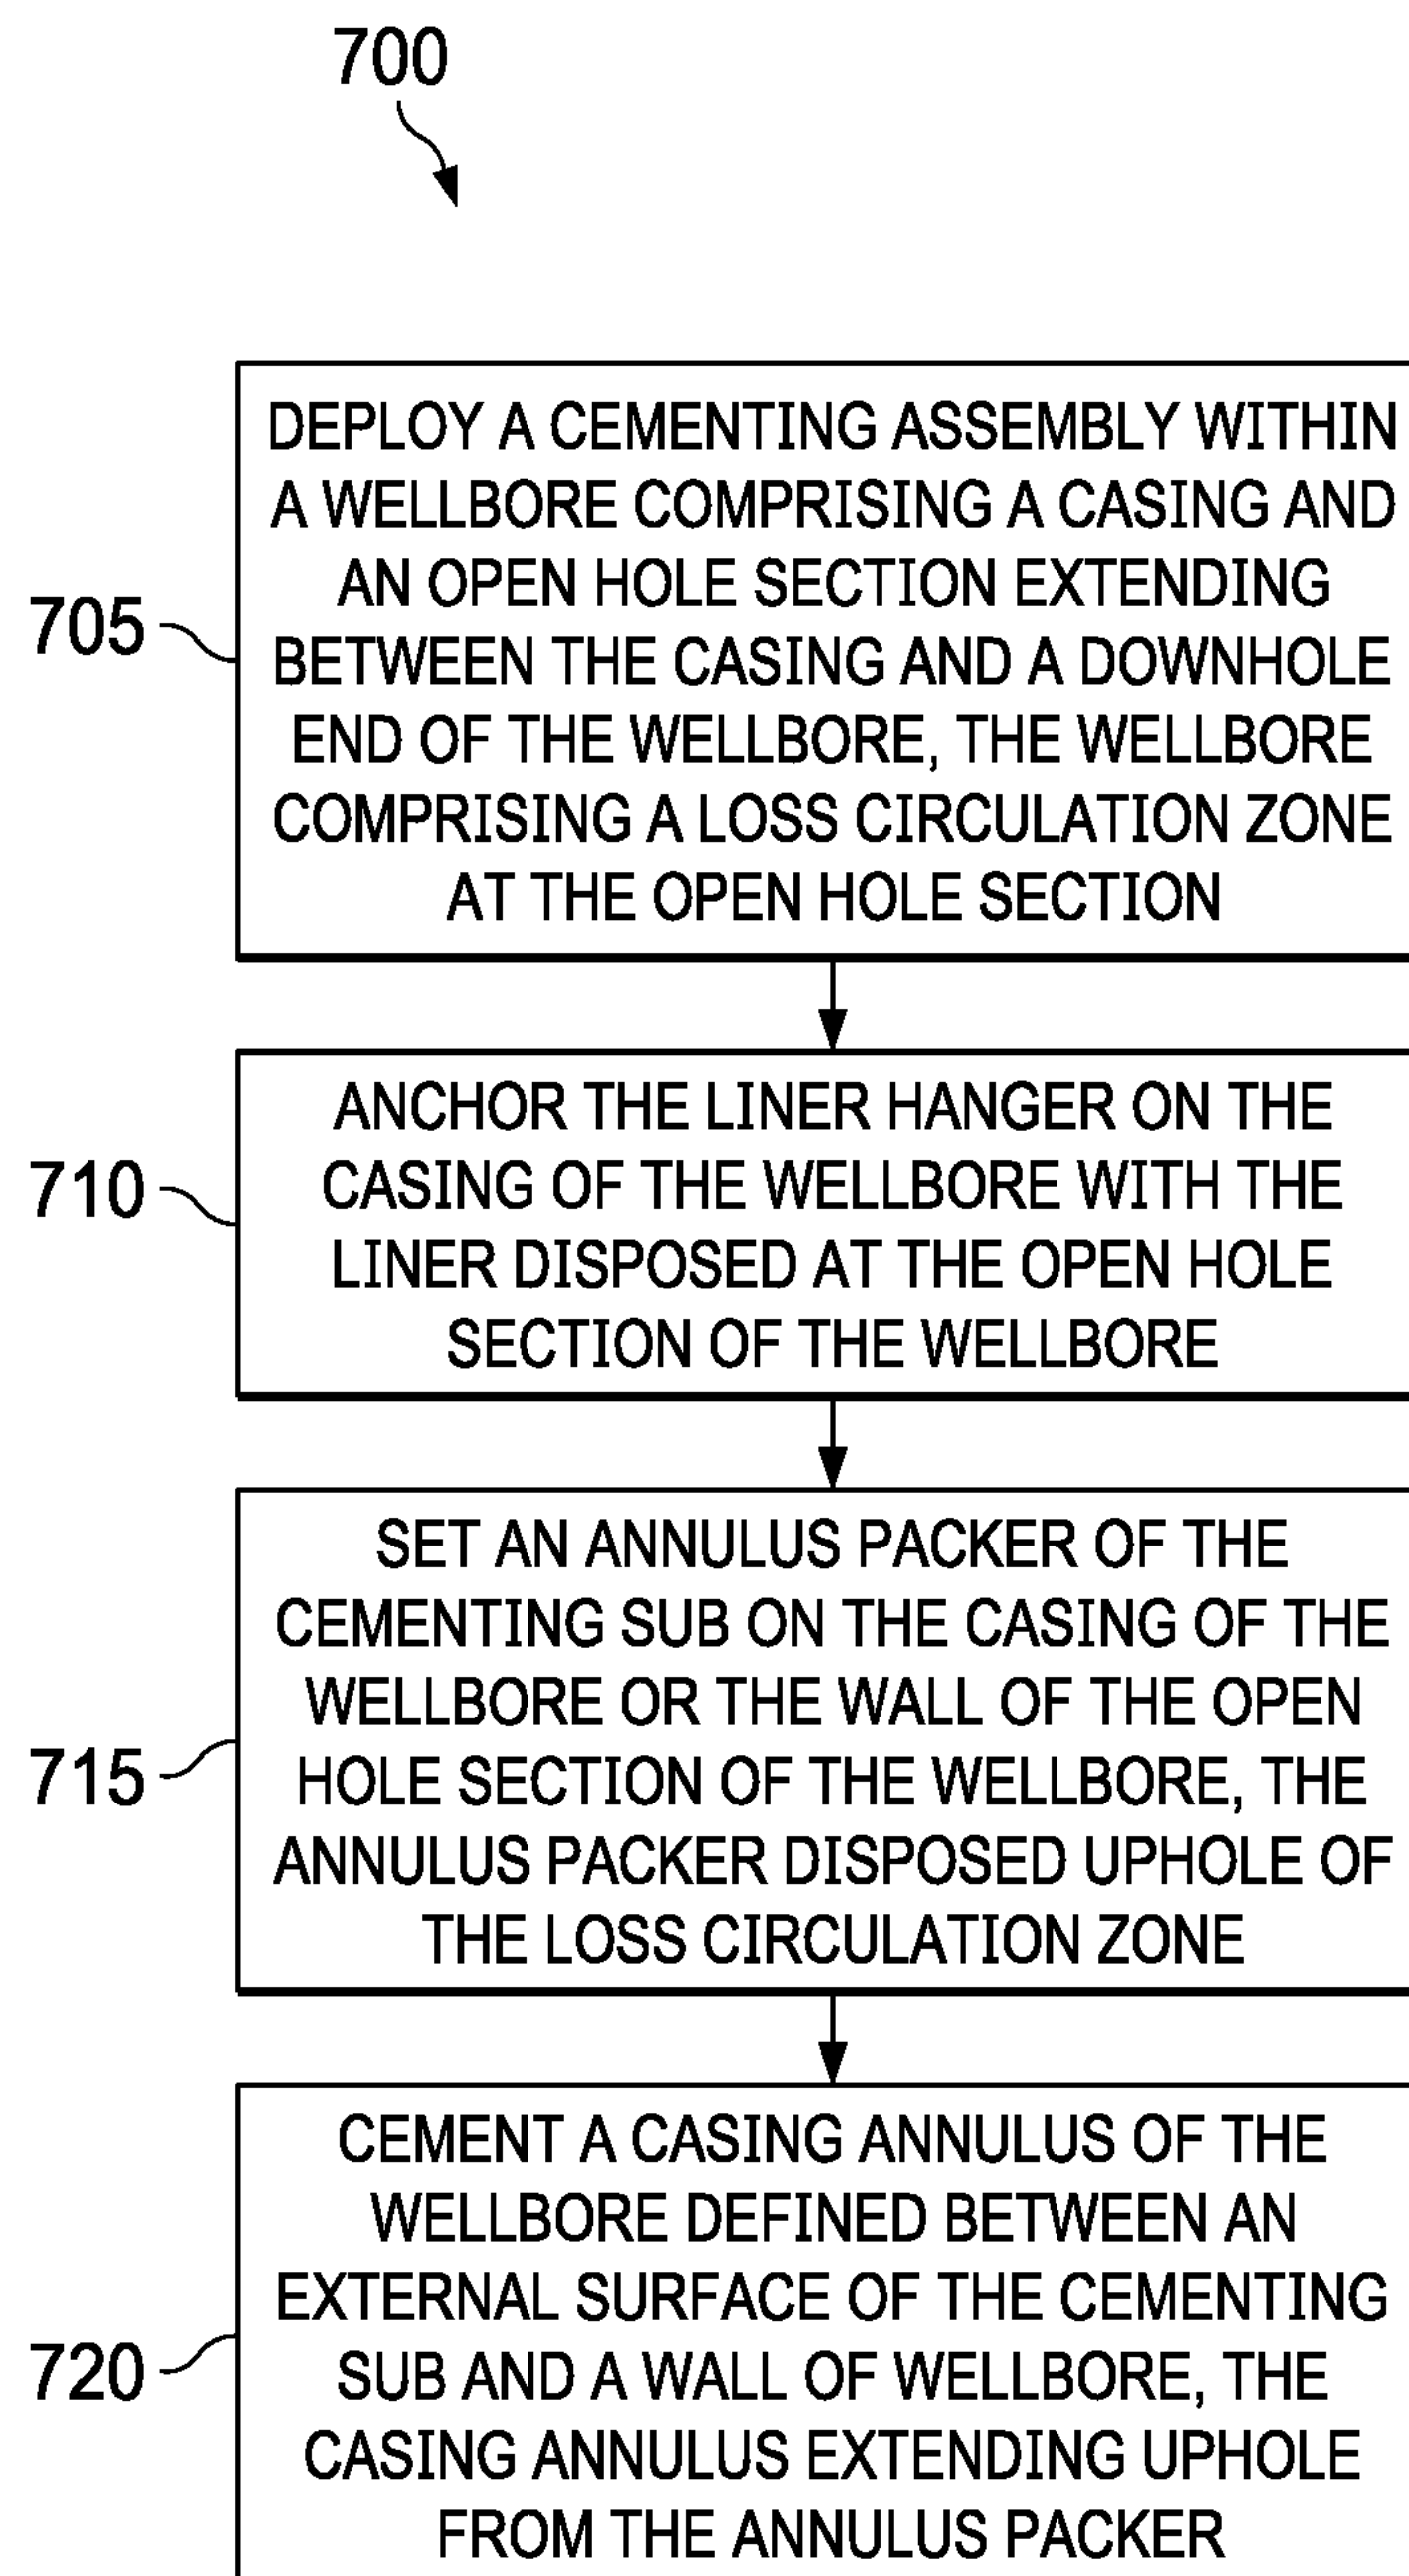 700
705
DEPLOY A CEMENTING ASSEMBLY WITHIN
A WELLBORE COMPRISING A CASING AND
AN OPEN HOLE SECTION EXTENDING
BETWEEN THE CASING AND A DOWNHOLE
END OF THE WELLBORE, THE WELLBORE
COMPRISING A LOSS CIRCULATION ZONE
AT THE OPEN HOLE SECTION
710
ANCHOR THE LINER HANGER ON THE
CASING OF THE WELLBORE WITH THE
LINER DISPOSED AT THE OPEN HOLE
SECTION OF THE WELLBORE
715
SET AN ANNULUS PACKER OF THE
CEMENTING SUB ON THE CASING OF THE
WELLBORE OR THE WALL OF THE OPEN
HOLE SECTION OF THE WELLBORE, THE
ANNULUS PACKER DISPOSED UPHOLE OF
THE LOSS CIRCULATION ZONE
720
CEMENT A CASING ANNULUS OF THE
WELLBORE DEFINED BETWEEN AN
EXTERNAL SURFACE OF THE CEMENTING
SUB AND A WALL OF WELLBORE, THE
CASING ANNULUS EXTENDING UPHOLE
FROM THE ANNULUS PACKER